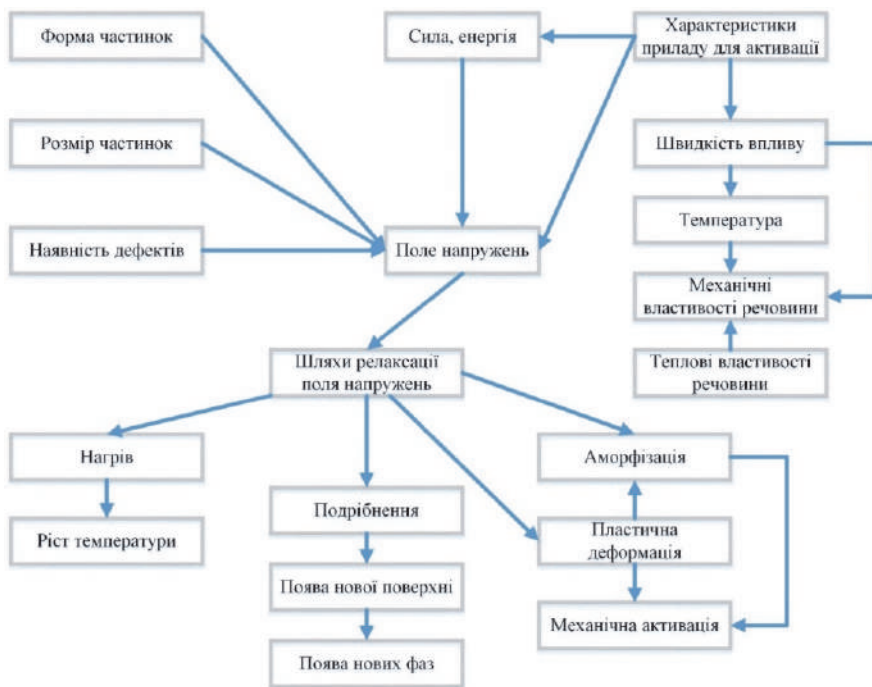 Форма частинок
Сила, енергія
Характеристики
приладу для активації
Розмір частинок
Швидкість впливу
Температура
Наявність дефектів
Поле напружень
Механічні
властивості речовини
Шляхи релаксації
поля напружень
Теплові властивості
речовини
Нагрів
Аморфізація
Подрібнення
Ріст температури
Пластична
деформація
Поява нової поверхні
Механічна активація
Поява нових фаз